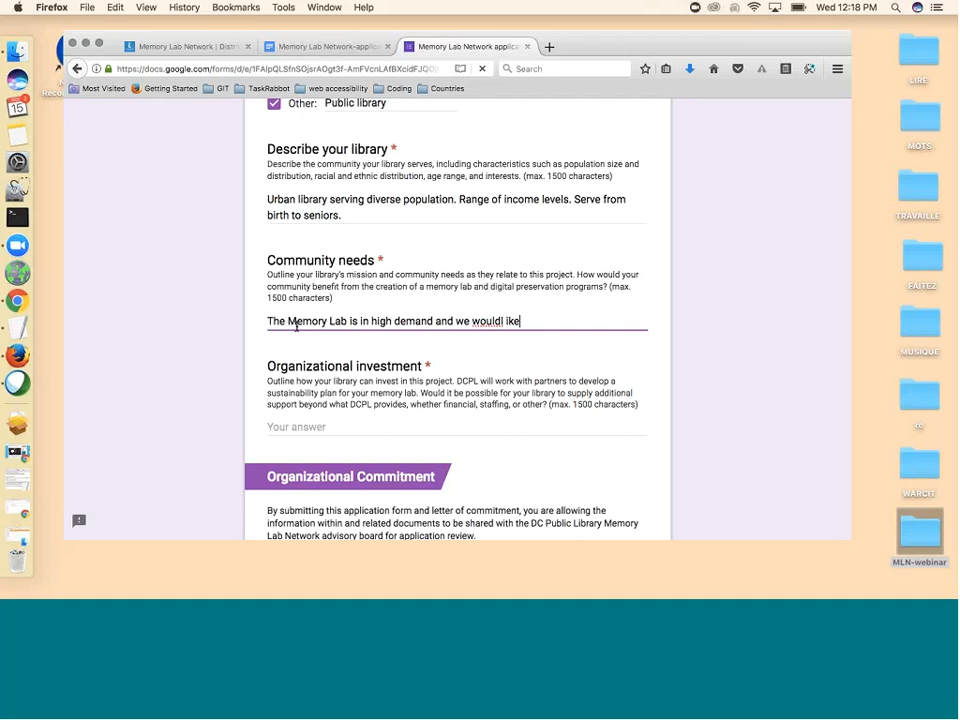 Firefox File Edit View History Bookmarks Tools Window Help Wed 12:18 PM
Memory Lab Network | Distri Memory Lab Network-applic Memory Lab Network applica
Search
Most Visited Getting Started GIT TaskRabbot web accessibility Coding Countries
Other: Public library
Describe your library *
Describe the community your library serves, including characteristics such as population size and
distribution, racial and ethnic distribution, age range, and interests. (max. 1500 characters)
Urban library serving diverse population. Range of income levels. Serve from
birth to seniors.
Community needs *
Outline your library's mission and community needs as they relate to this project. How would your
community benefit from the creation of a memory lab and digital preservation programs? (max.
1500 characters)
The Memory Lab is in high demand and we wouldl ike
Organizational investment *
Outline how your library can invest in this project. DCPL will work with partners to develop a
sustainability plan for your memory lab. Would it be possible for your library to supply additional
support beyond what DCPL provides, whether financial, staffing, or other? (max. 1500 characters)
Your answer
Organizational Commitment
By submitting this application form and letter of commitment, you are allowing the
information within and related documents to be shared with the DC Public Library Memory
Lab Network advisory board for application review.
15
LIRE
MOTS
TRAVAILLE
FAITEZ
MUSIQUE
WARCIT
MLN-webinar